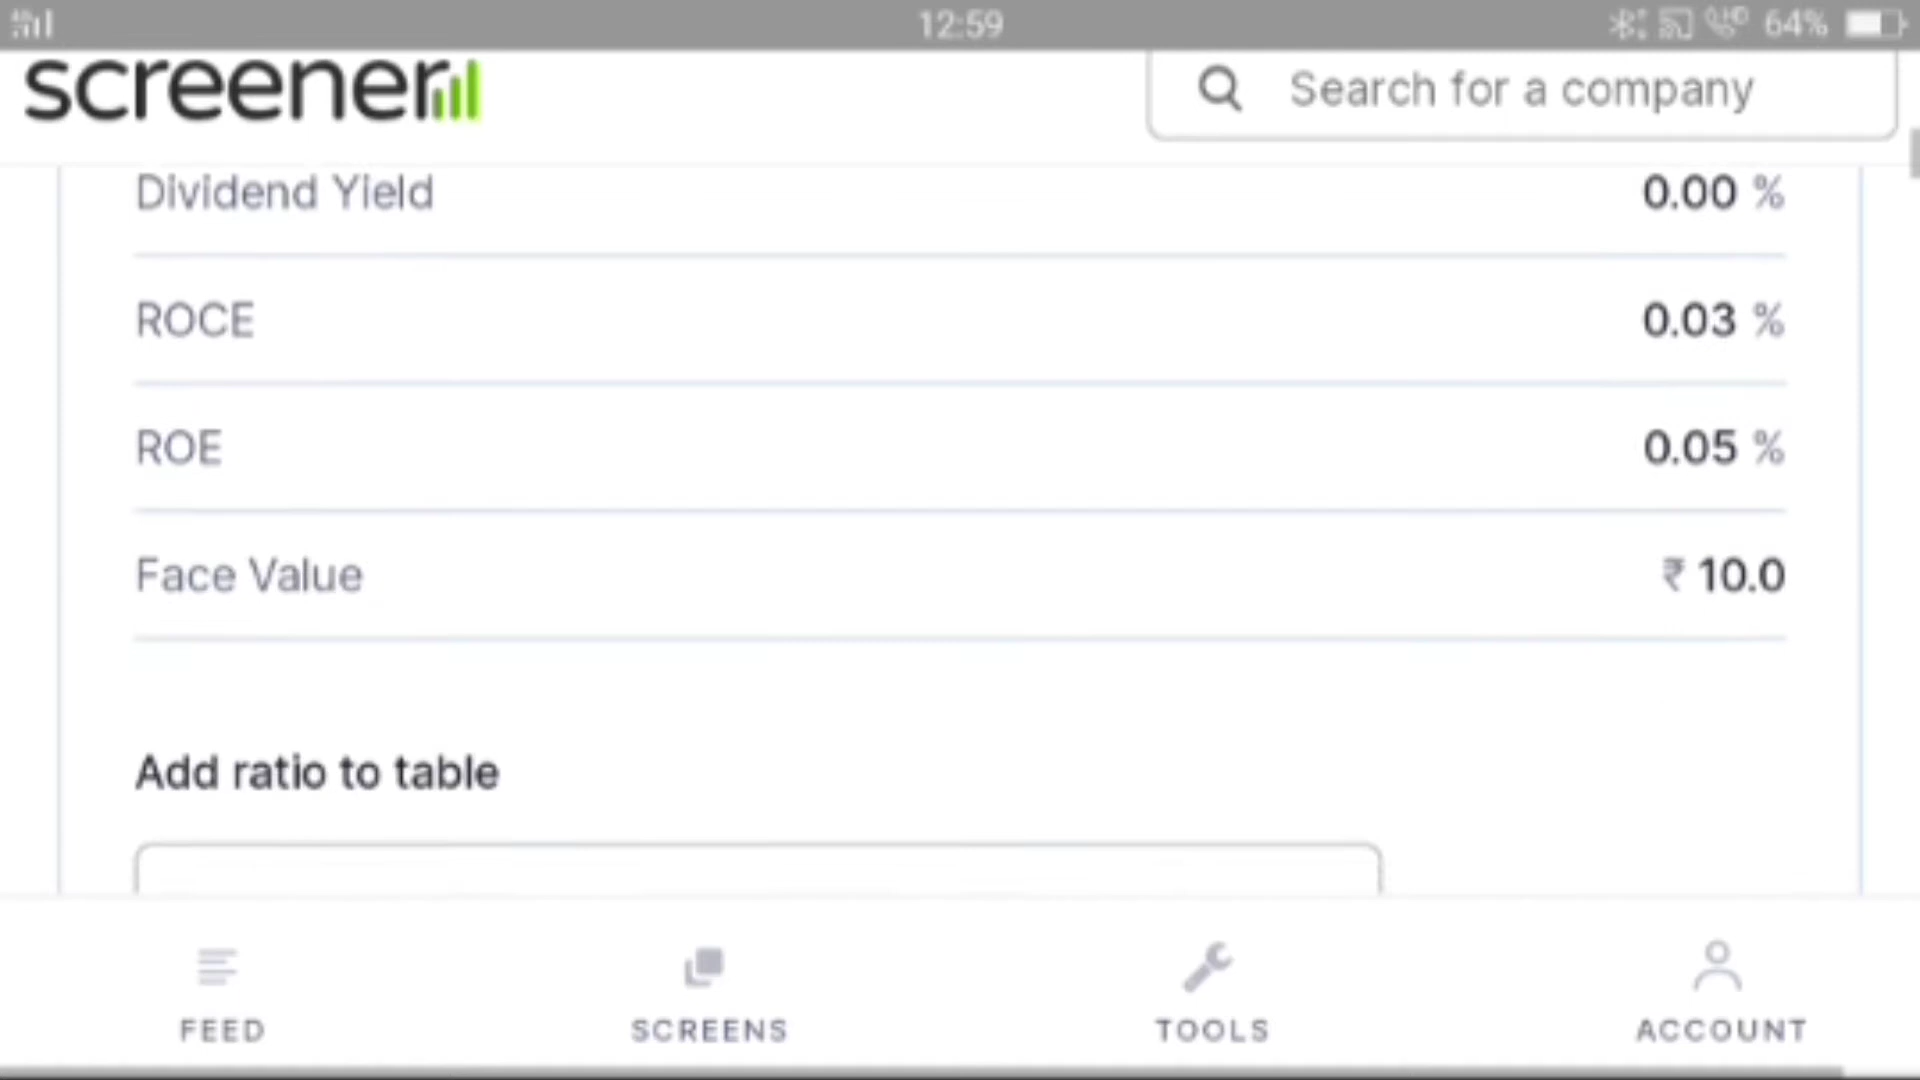 12:59
64%
screener
Search for a company
Dividend Yield 0.00 %
ROCE 0.03 %
ROE 0.05 %
Face Value ₹ 10.0
Add ratio to table
FEED SCREENS TOOLS ACCOUNT